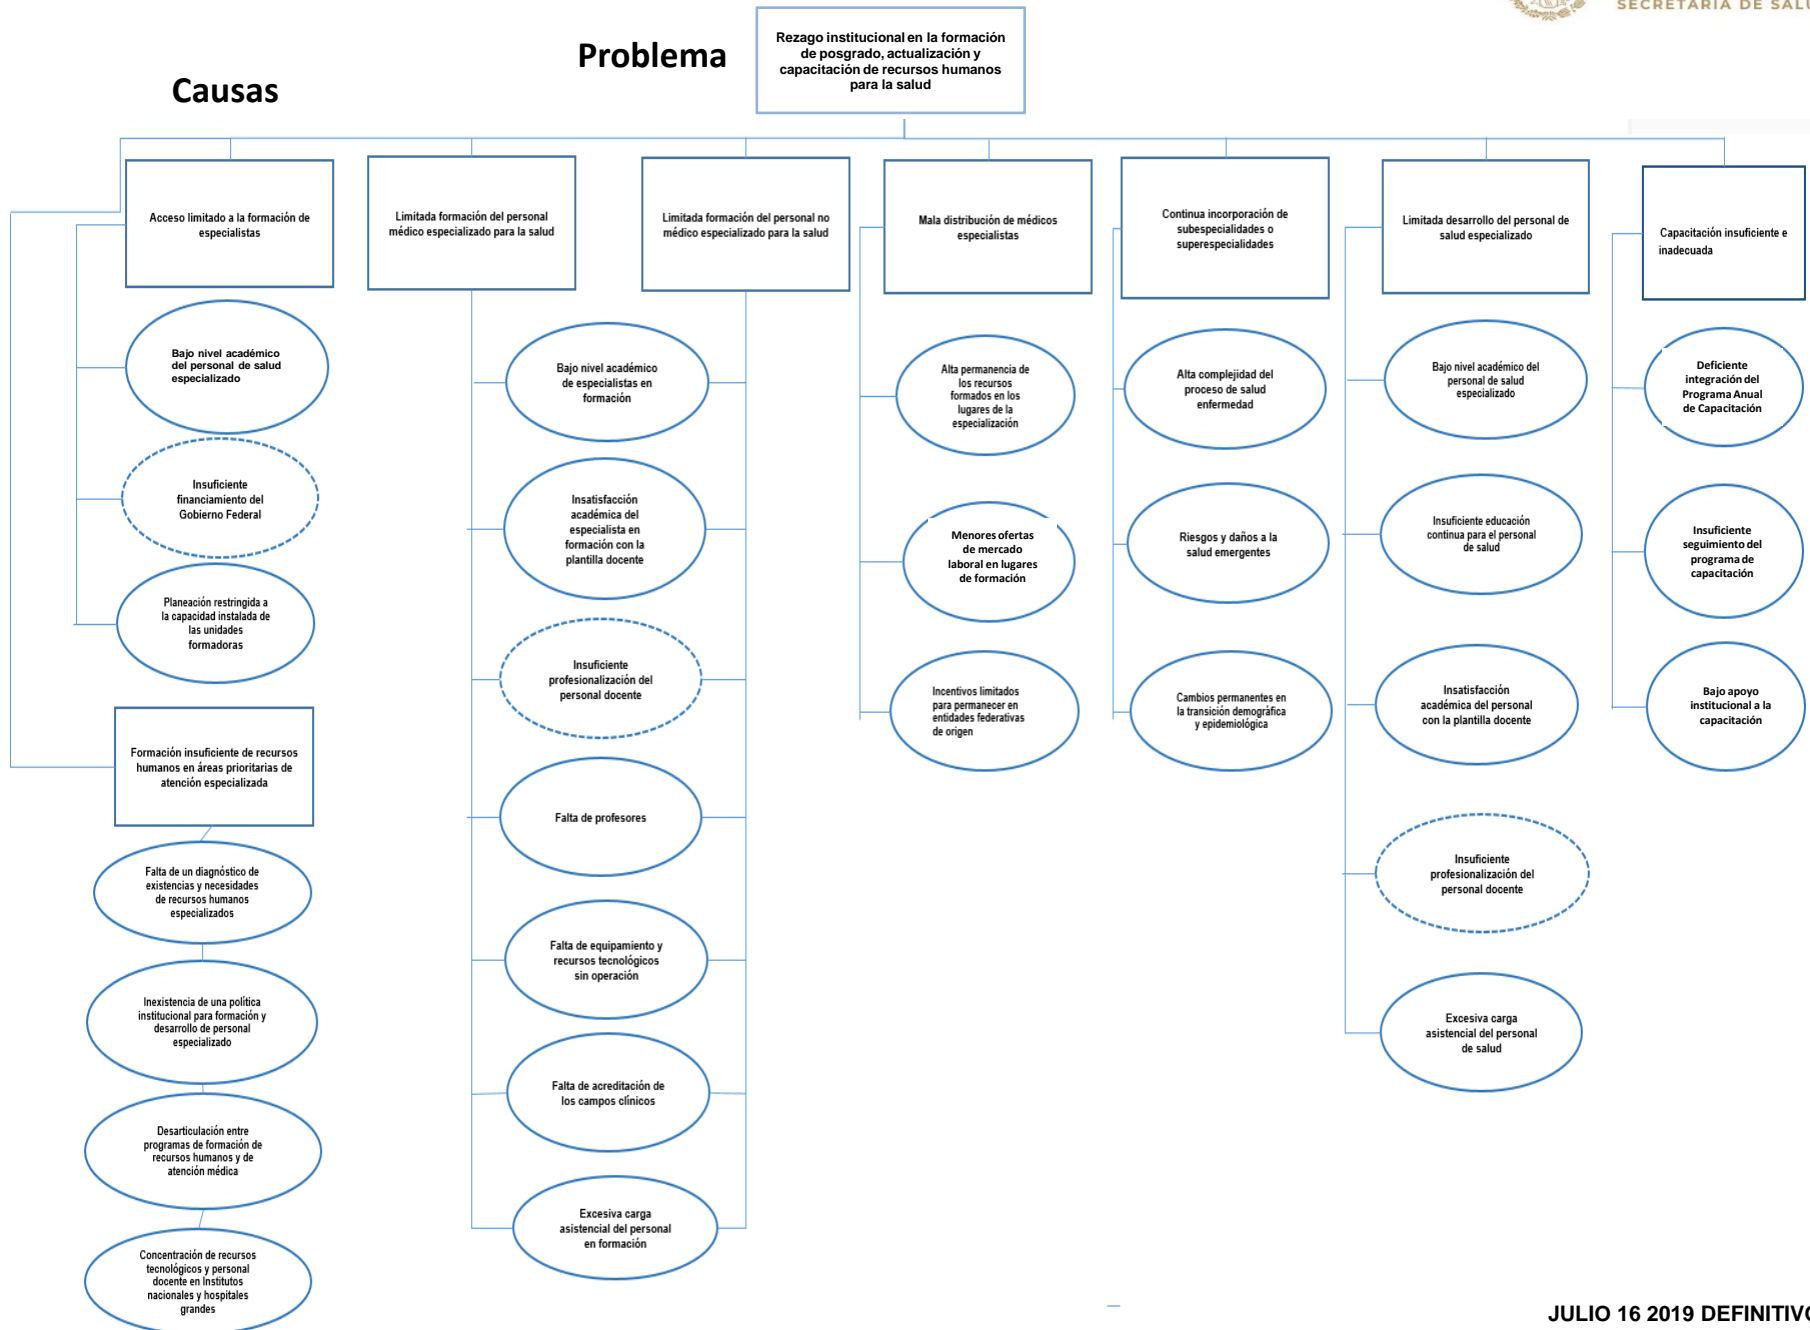 SECRETARÍA DE SALU
Problema
Rezago institucional en la formación
de posgrado, actualización y
capacitación de recursos humanos
para la salud
Causas
Acceso limitado a la formación de
especialistas
Limitada formación del personal
médico especializado para la salud
Limitada formación del personal no
médico especializado para la salud
Mala distribución de médicos
especialistas
Continua incorporación de
subespecialidades o
superespecialidades
Limitada desarrollo del personal de
salud especializado
Capacitación insuficiente e
inadecuada
Bajo nivel académico
del personal de salud
especializado
Insuficiente
financiamiento del
Gobierno Federal
Planeación restringida a
la capacidad instalada de
las unidades
formadoras
Formación insuficiente de recursos
humanos en áreas prioritarias de
atención especializada
Falta de un diagnóstico de
existencias y necesidades
de recursos humanos
especializados
Inexistencia de una política
institucional para formación y
desarrollo de personal
especializado
Desarticulación entre
programas de formación de
recursos humanos y de
atención médica
Concentración de recursos
tecnológicos y personal
docente en Institutos
nacionales y hospitales
grandes
Bajo nivel académico
de especialistas en
formación
Insatisfacción
académica del
especialista en
formación con la
plantilla docente
Insuficiente
profesionalización del
personal docente
Falta de profesores
Falta de equipamiento y
recursos tecnológicos
sin operación
Falta de acreditación de
los campos clínicos
Excesiva carga
asistencial del personal
en formación
Alta permanencia de
los recursos
formados en los
lugares de la
especialización
Menores ofertas
de mercado
laboral en lugares
de formación
Incentivos limitados
para permanecer en
entidades federativas
de origen
Alta complejidad del
proceso de salud
enfermedad
Riesgos y daños a la
salud emergentes
Cambios permanentes en
la transición demográfica
y epidemiológica
Bajo nivel académico del
personal de salud
especializado
Insuficiente educación
continua para el personal
de salud
Insatisfacción
académica del personal
con la plantilla docente
Insuficiente
profesionalización del
personal docente
Excesiva carga
asistencial del personal
de salud
Deficiente
integración del
Programa Anual
de Capacitación
Insuficiente
seguimiento del
programa de
capacitación
Bajo apoyo
institucional a la
capacitación
JULIO 16 2019 DEFINITIVO